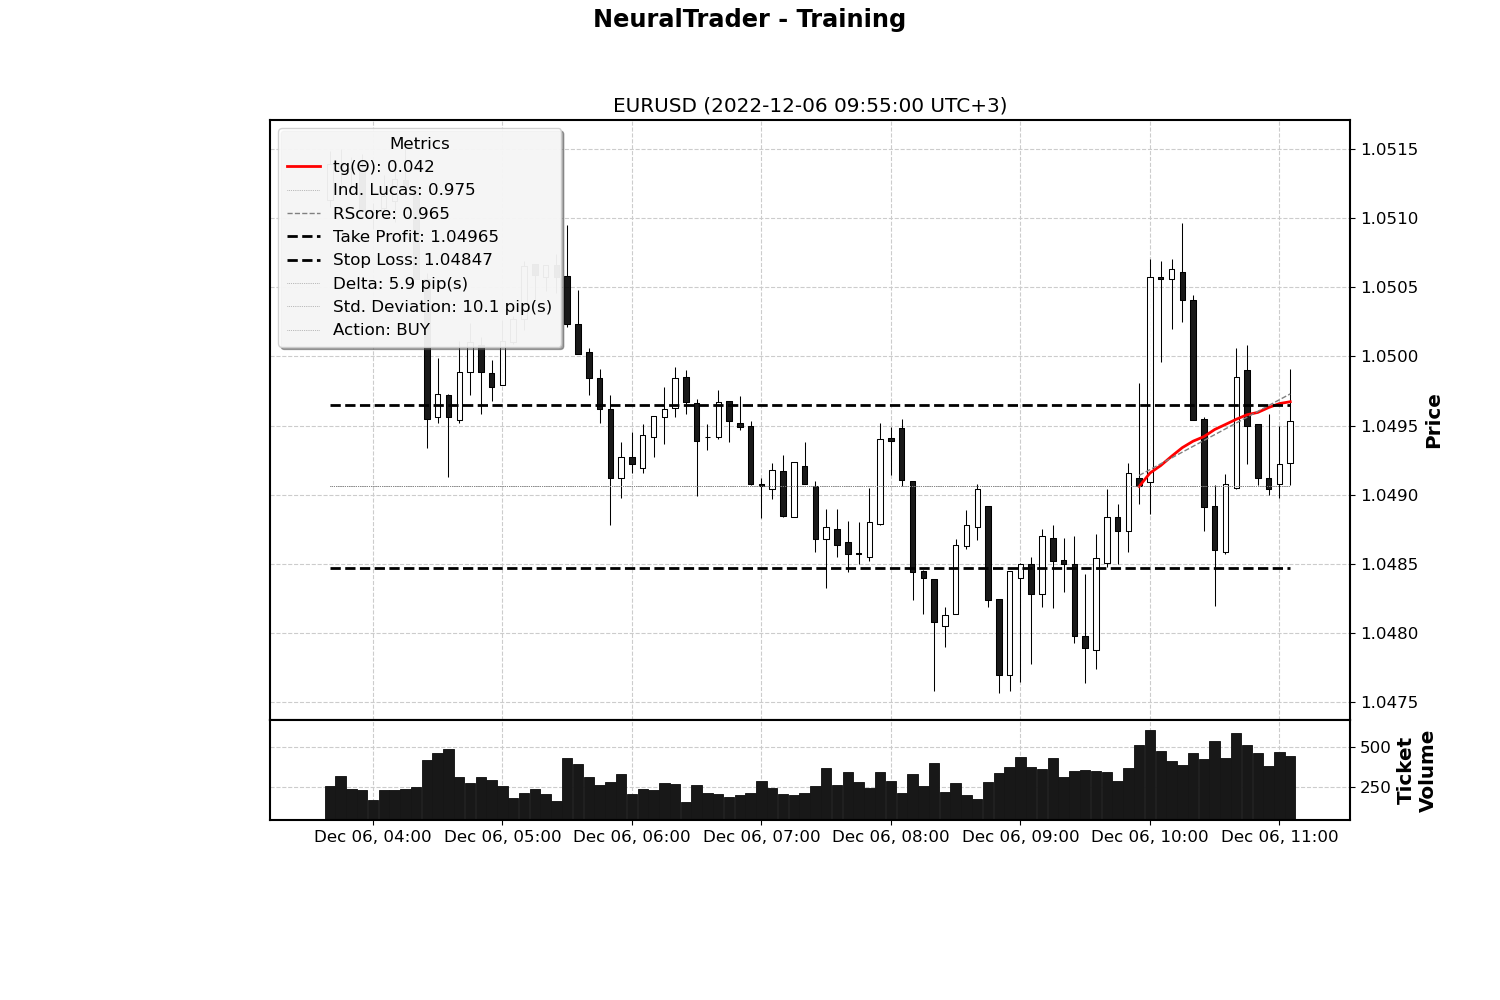 NeuralTrader - Training
EURUSD (2022-12-06 09:55:00 UTC+3)
Metrics
tg(Θ): 0.042
Ind. Lucas: 0.975
RScore: 0.965
Take Profit: 1.04965
Stop Loss: 1.04847
Delta: 5.9 pip(s)
Std. Deviation: 10.1 pip(s)
Action: BUY
1.0515
1.0510
1.0505
1.0500
1.0495
1.0490
1.0485
1.0480
1.0475
Price
500
250
Ticket
Volume
Dec 06, 04:00 Dec 06, 05:00 Dec 06, 06:00 Dec 06, 07:00 Dec 06, 08:00 Dec 06, 09:00 Dec 06, 10:00 Dec 06, 11:00